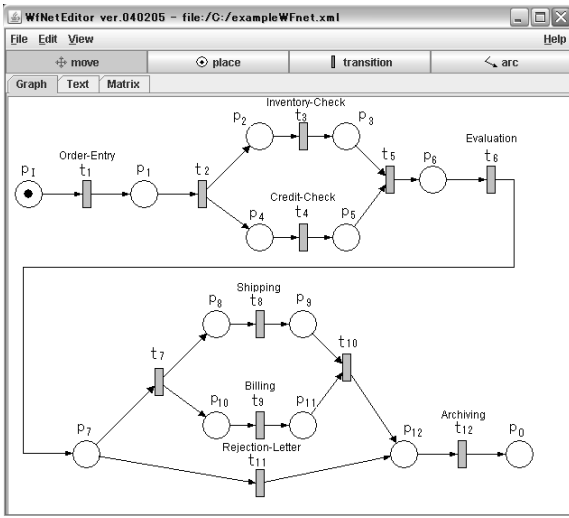 WfNetEditor ver.040205 - file:/C:/exampleWFnet.xml
File Edit View Help
move place transition arc
Graph Text Matrix
Inventory-Check
p2 t3 p3
Order-Entry Evaluation
pI t1 p1 t2 t5 p6 t6
Credit-Check
p4 t4 p5
Shipping
p8 t8 p9
t7 t10
Billing
p10 t9 p11
Archiving
p7 Rejection-Letter p12 t12 pO
t11